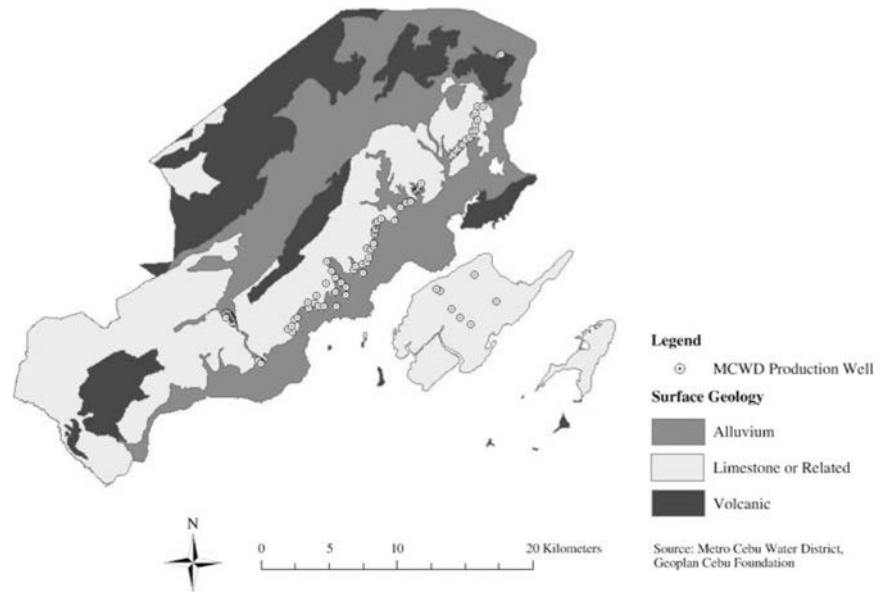 Legend
MCWD Production Well
Surface Geology
Alluvium
Limestone or Related
Volcanic
N
0 5 10 20 Kilometers
Source: Metro Cebu Water District,
Geoplan Cebu Foundation